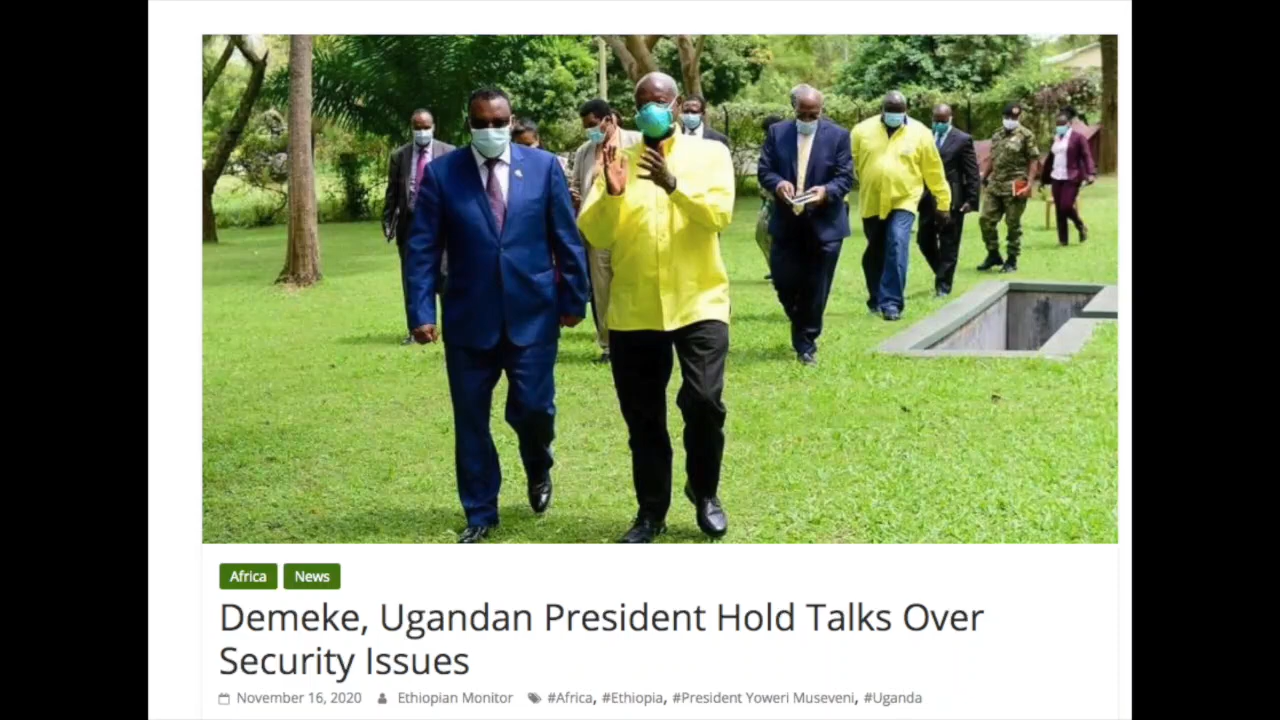 Africa News
Demeke, Ugandan President Hold Talks Over
Security Issues
November 16, 2020 Ethiopian Monitor #Africa, #Ethiopia, #President Yoweri Museveni, #Uganda